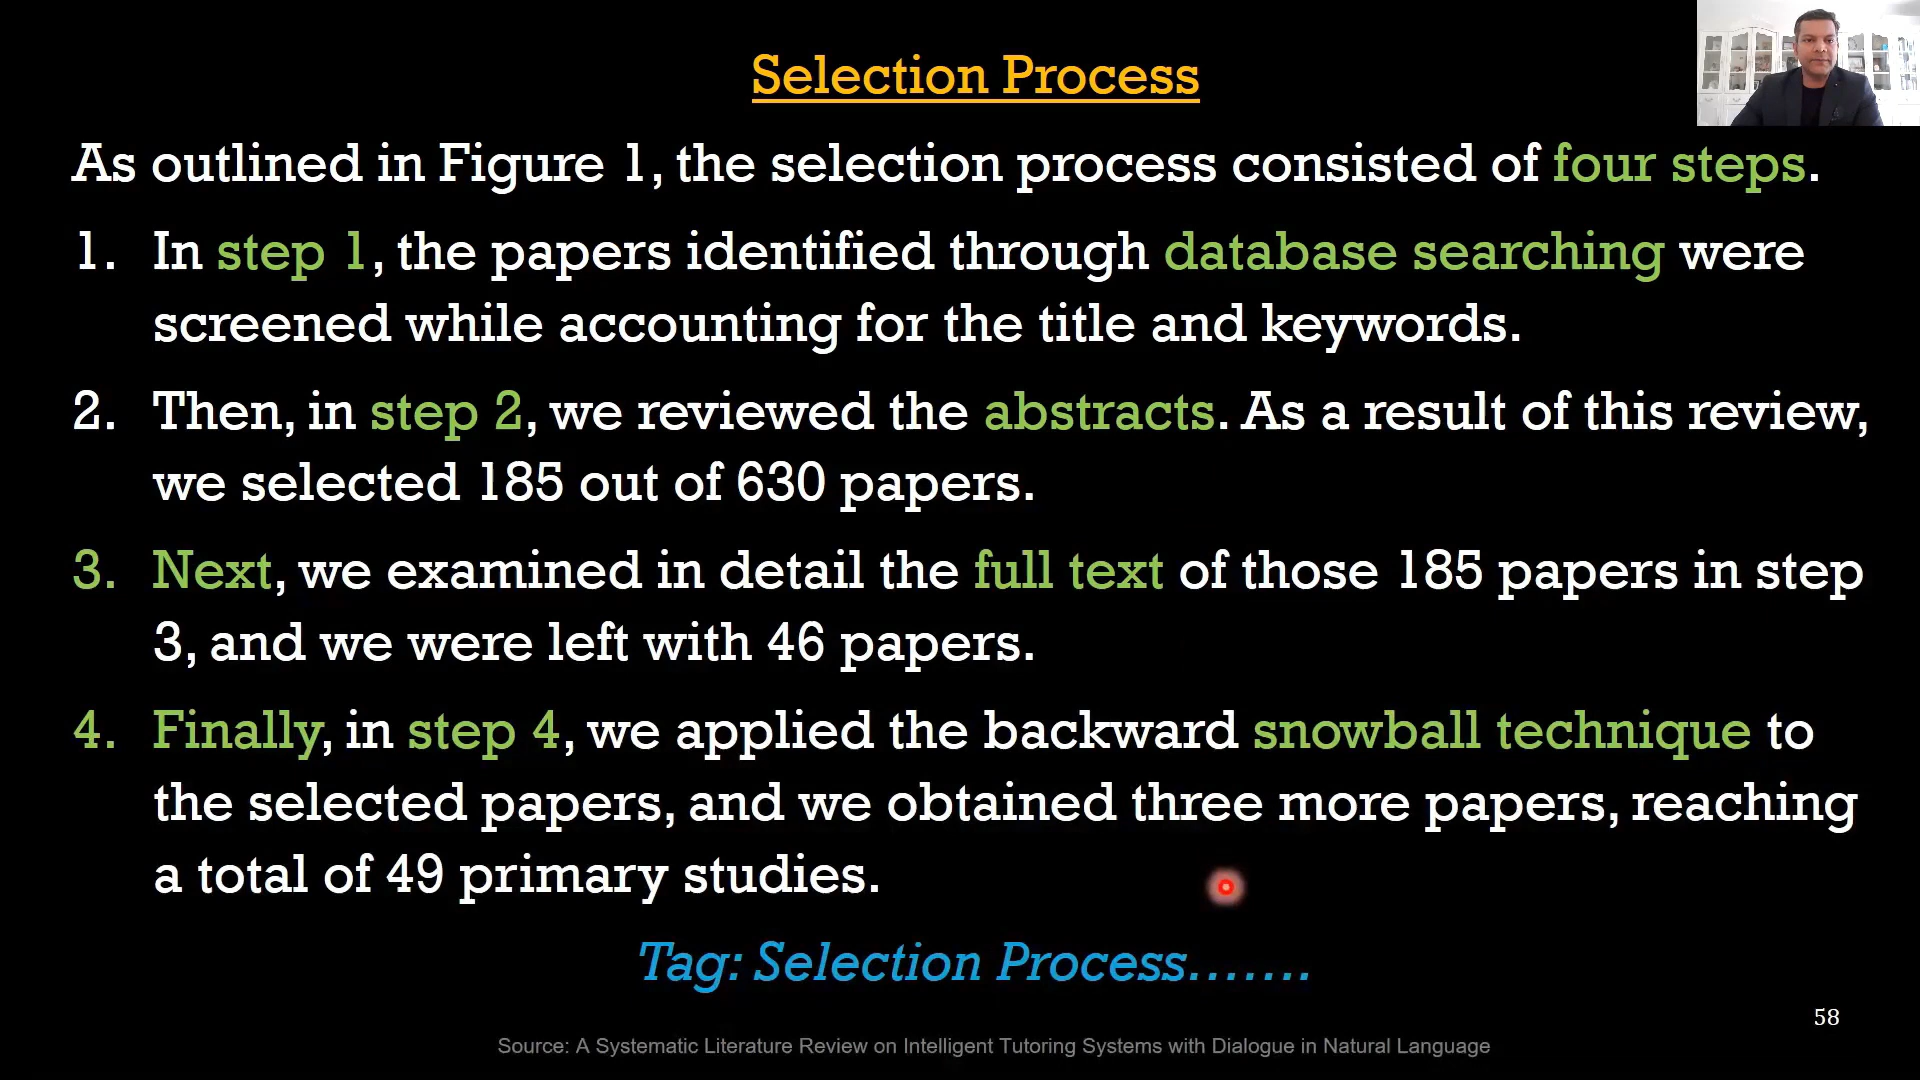 Selection Process
As outlined in Figure 1, the selection process consisted of four steps.
1. In step 1, the papers identified through database searching were
screened while accounting for the title and keywords.
2. Then, in step 2, we reviewed the abstracts. As a result of this review,
we selected 185 out of 630 papers.
3. Next, we examined in detail the full text of those 185 papers in step
3, and we were left with 46 papers.
4. Finally, in step 4, we applied the backward snowball technique to
the selected papers, and we obtained three more papers, reaching
a total of 49 primary studies.
Tag: Selection Process.......
58
Source: A Systematic Literature Review on Intelligent Tutoring Systems with Dialogue in Natural Language